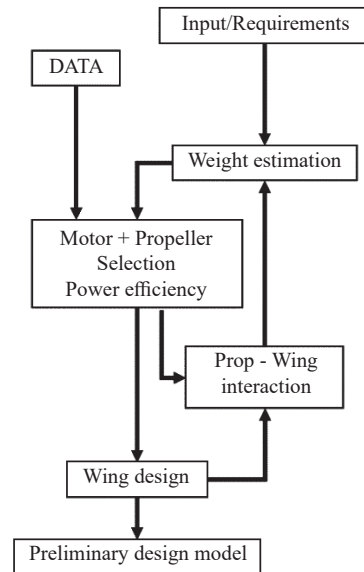 Input/Requirements
DATA
Weight estimation
Motor + Propeller
Selection
Power efficiency
Prop - Wing
interaction
Wing design
Preliminary design model